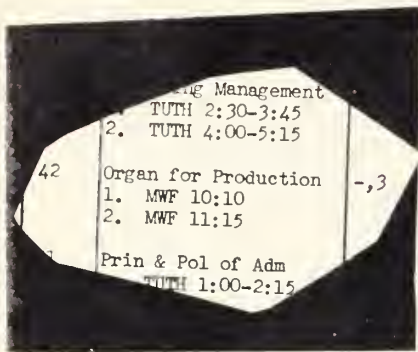 Management
TUTH 2:30-3:45
2. TUTH 4:00-5:15
42 Organ for Production -,3
1. MWF 10:10
2. MWF 11:15
Prin & Pol of Adm
TUTH 1:00-2:15